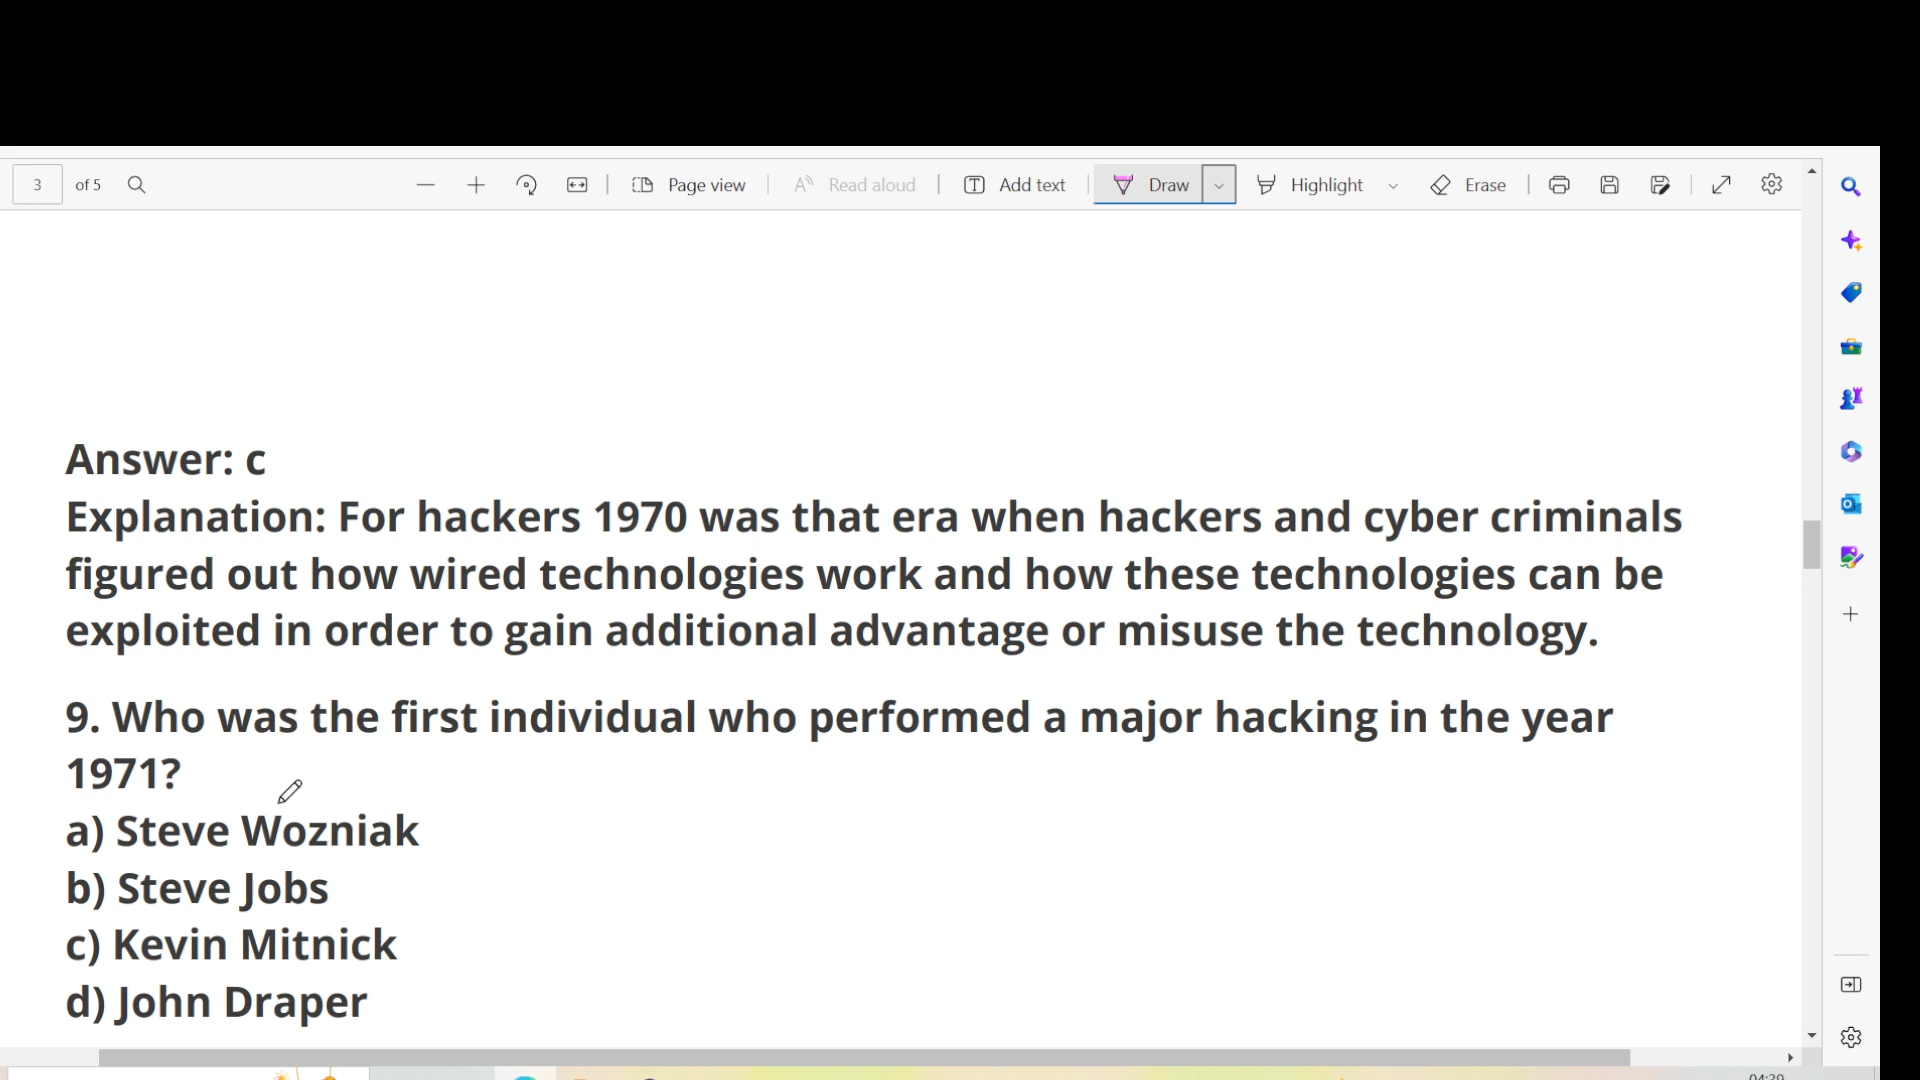 3 of 5 Page view Read aloud Add text Draw Highlight Erase
Answer: c
Explanation: For hackers 1970 was that era when hackers and cyber criminals
figured out how wired technologies work and how these technologies can be
exploited in order to gain additional advantage or misuse the technology.
9. Who was the first individual who performed a major hacking in the year
1971?
a) Steve Wozniak
b) Steve Jobs
c) Kevin Mitnick
d) John Draper